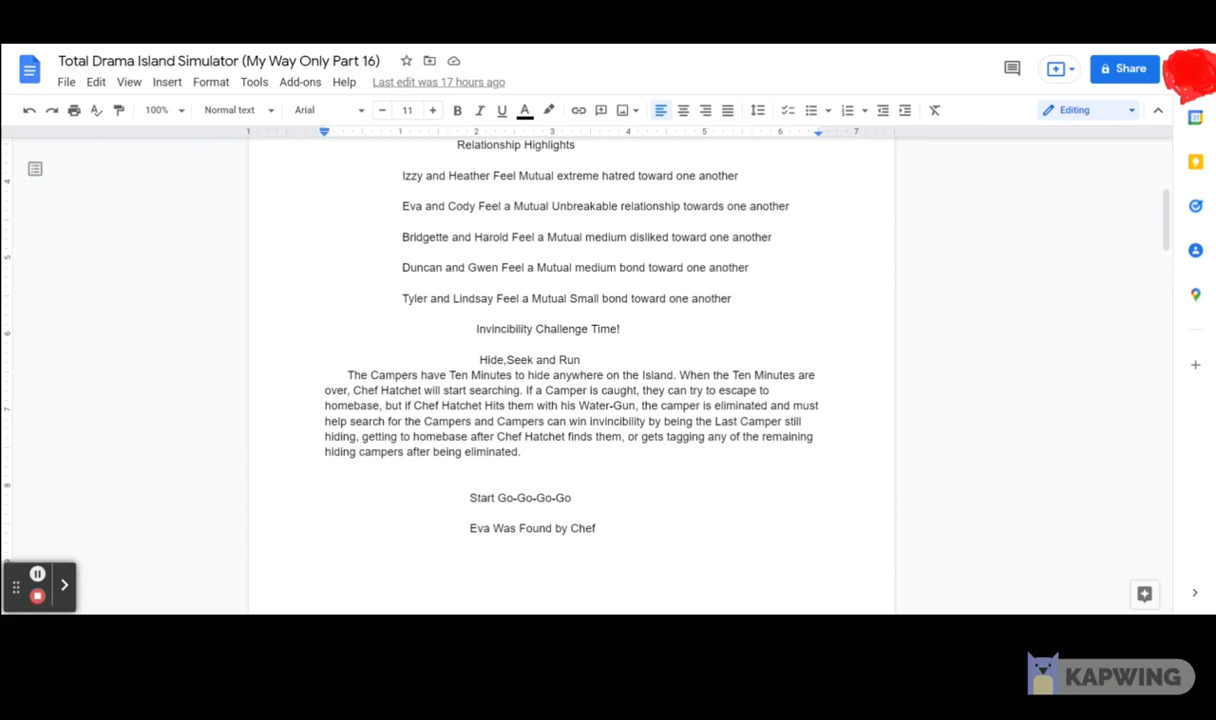 Total Drama Island Simulator (My Way Only Part 16)
File Edit View Insert Format Tools Add-ons Help Last edit was 17 hours ago
Share
100% Normal text Arial 11 B I U A Editing
1 1 2 3 4 5 6 7
Relationship Highlights
Izzy and Heather Feel Mutual extreme hatred toward one another
Eva and Cody Feel a Mutual Unbreakable relationship towards one another
Bridgette and Harold Feel a Mutual medium disliked toward one another
Duncan and Gwen Feel a Mutual medium bond toward one another
Tyler and Lindsay Feel a Mutual Small bond toward one another
Invincibility Challenge Time!
Hide,Seek and Run
The Campers have Ten Minutes to hide anywhere on the Island. When the Ten Minutes are
over, Chef Hatchet will start searching. If a Camper is caught, they can try to escape to
homebase, but if Chef Hatchet Hits them with his Water-Gun, the camper is eliminated and must
help search for the Campers and Campers can win invincibility by being the Last Camper still
hiding, getting to homebase after Chef Hatchet finds them, or gets tagging any of the remaining
hiding campers after being eliminated.
Start Go-Go-Go-Go
Eva Was Found by Chef
KAPWING